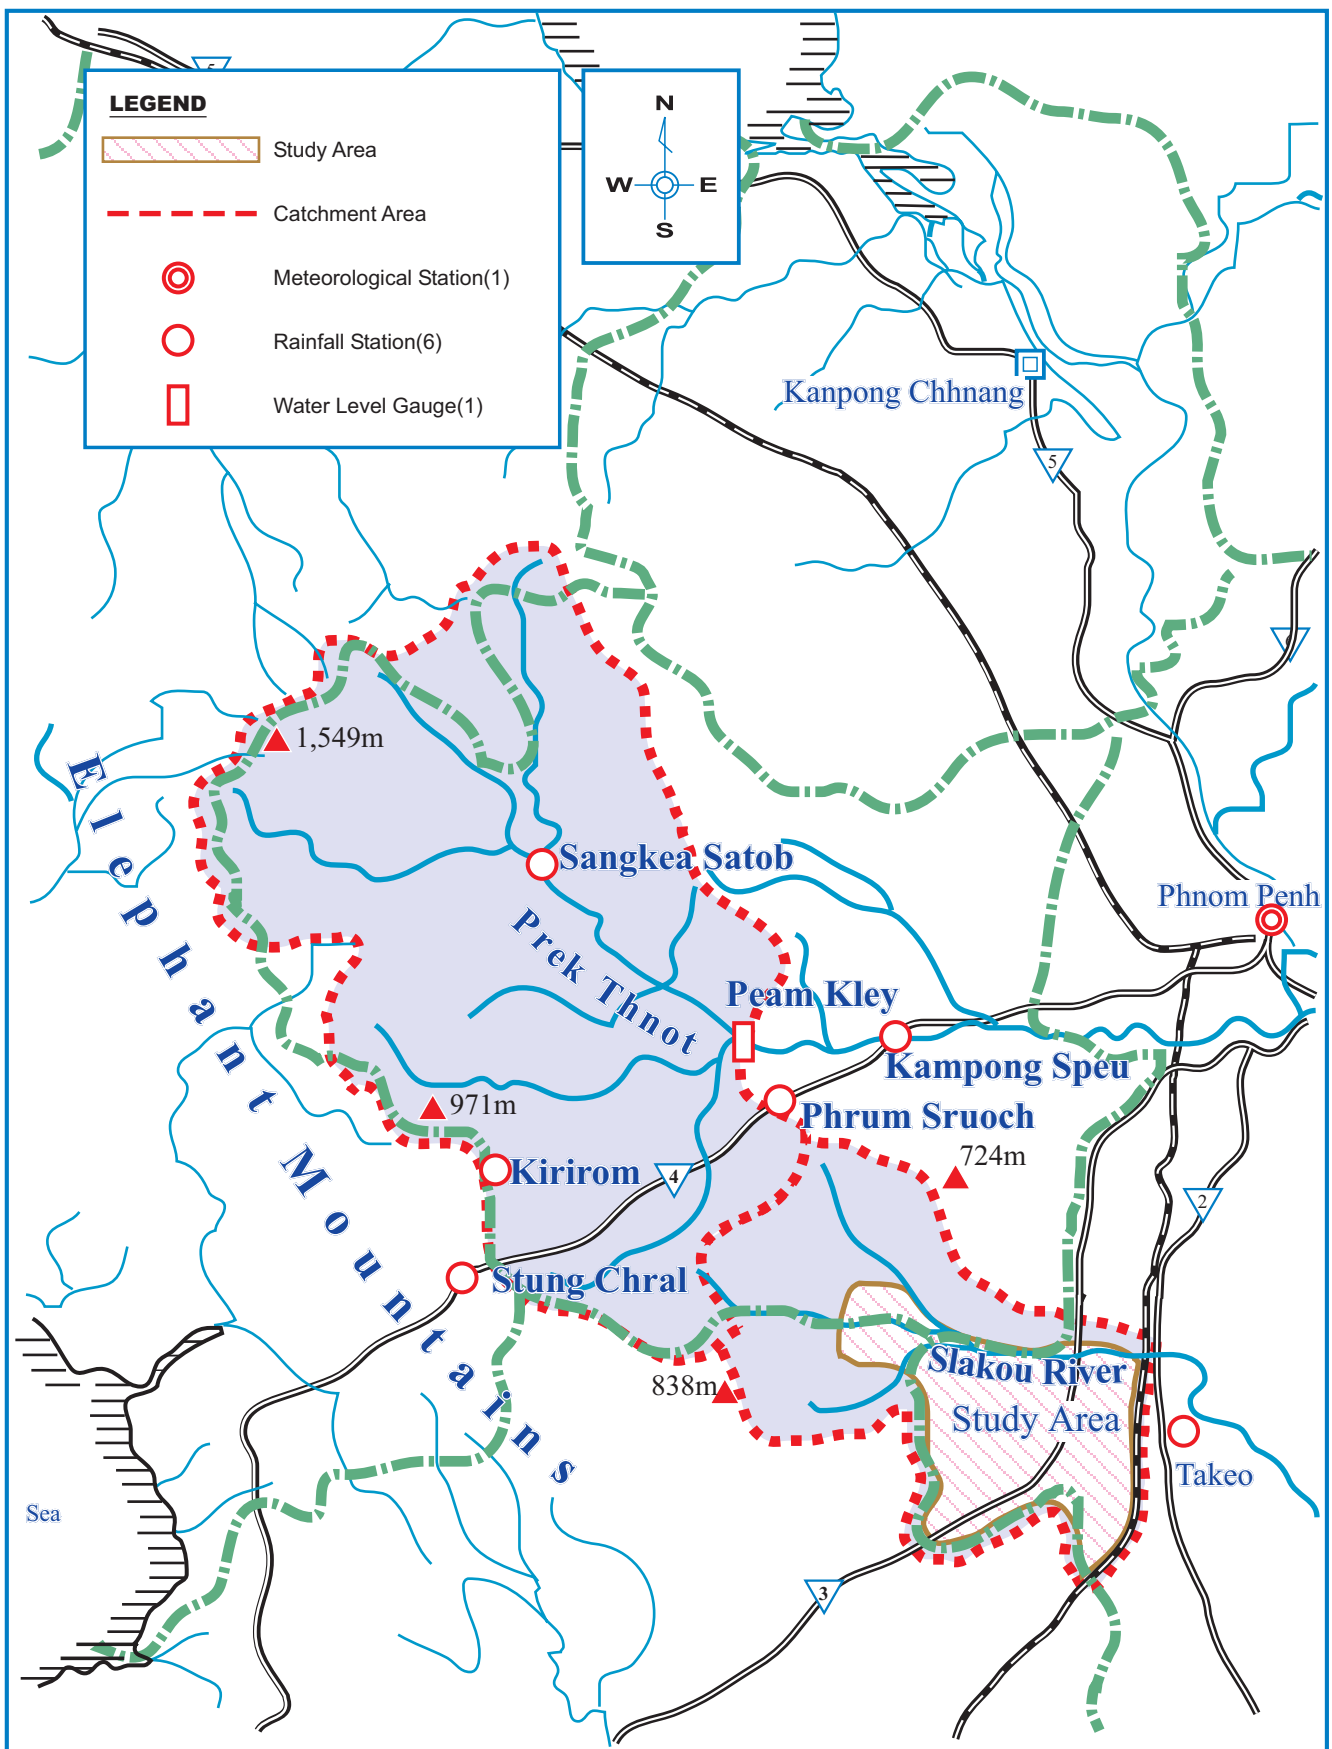 5
LEGEND
Study Area
Catchment Area
Meteorological Station(1)
Rainfall Station(6)
Water Level Gauge(1)
N
W E
S
Kanpong Chhnang
5
1,549m
Elephant Mountains
Sangkea Satob
Phnom Penh
Prek Thnot
Peam Kley
Kampong Speu
971m
Phrum Sruoch
724m
Kirirom
4
2
Stung Chral
Slakou River
838m
Study Area
Takeo
Sea
3